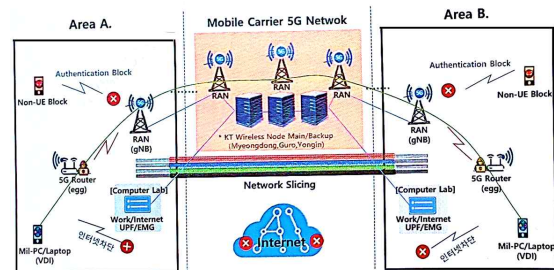 Area A.
Authentication Block
Non-UE Block
RAN
(gNB)
5G Router
(egg)
[Computer Lab]
Work/Internet
UPF/EMG
Mil-PC/Laptop
(VDI)
인터넷차단
Mobile Carrier 5G Netwok
5G
5G
5G
RAN
RAN
RAN
* KT Wireless Node Main/Backup
(Myeongdong,Guro,Yongin)
Network Slicing
Internet
Area B.
Authentication Block
Non-UE Block
RAN
(gNB)
5G Router
(egg)
[Computer Lab]
Work/Internet
UPF/EMG
Mil-PC/Laptop
(VDI)
인터넷차단